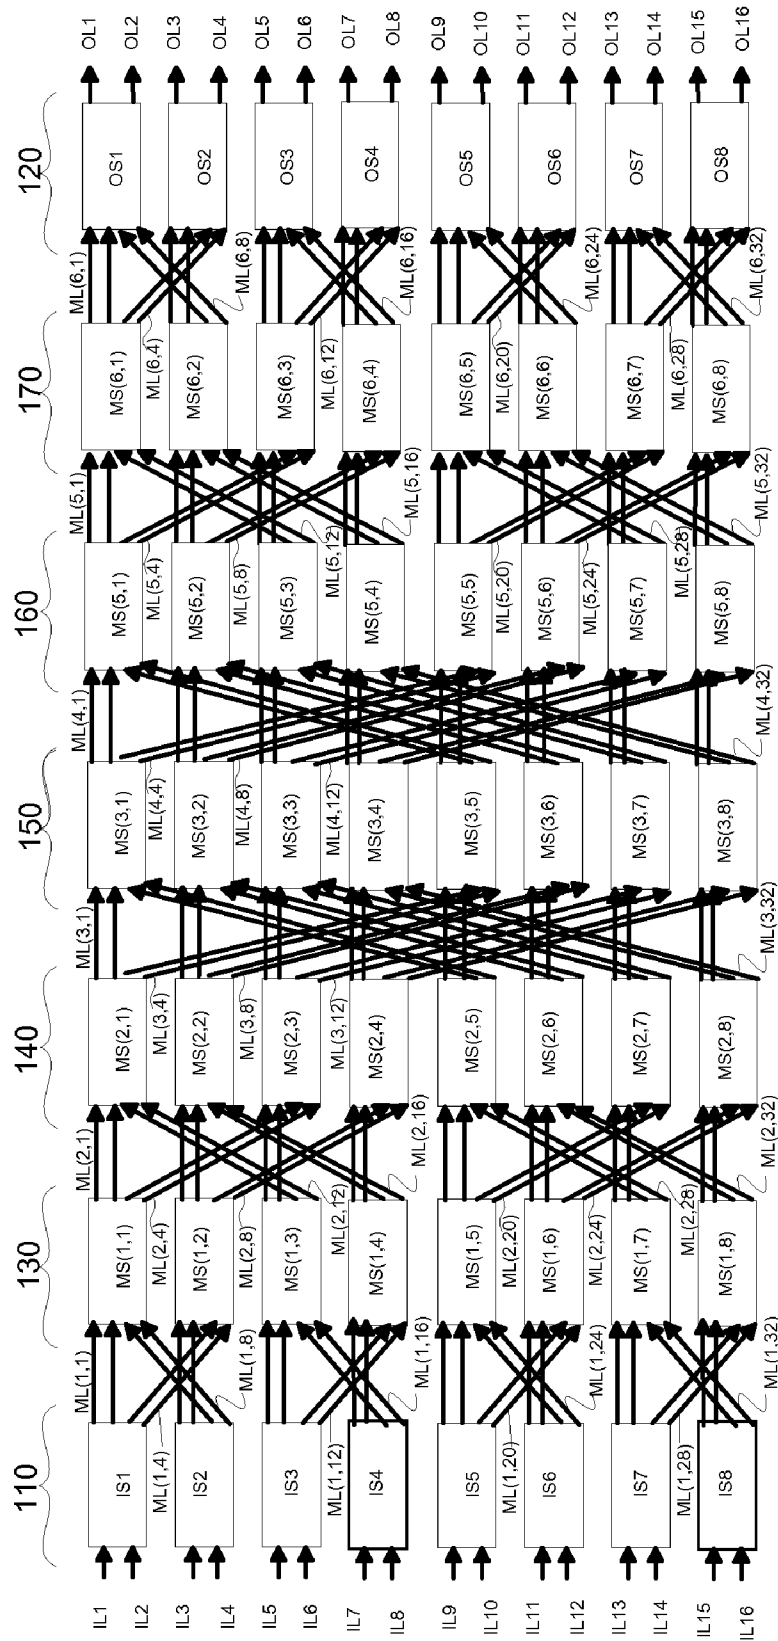 110 130 140 150 160 170 120
IL1
IL2
IL3
IL4
IL5
IL6
IL7
IL8
IL9
IL10
IL11
IL12
IL13
IL14
IL15
IL16
IS1
IS2
IS3
IS4
IS5
IS6
IS7
IS8
ML(1,1)
ML(1,4)
ML(1,8)
ML(1,12)
ML(1,16)
ML(1,20)
ML(1,24)
ML(1,28)
ML(1,32)
MS(1,1)
MS(1,2)
MS(1,3)
MS(1,4)
MS(1,5)
MS(1,6)
MS(1,7)
MS(1,8)
ML(2,1)
ML(2,4)
ML(2,8)
ML(2,12)
ML(2,16)
ML(2,20)
ML(2,24)
ML(2,28)
ML(2,32)
MS(2,1)
MS(2,2)
MS(2,3)
MS(2,4)
MS(2,5)
MS(2,6)
MS(2,7)
MS(2,8)
ML(3,1)
ML(3,4)
ML(3,8)
ML(3,12)
ML(3,32)
MS(3,1)
MS(3,2)
MS(3,3)
MS(3,4)
MS(3,5)
MS(3,6)
MS(3,7)
MS(3,8)
ML(4,1)
ML(4,4)
ML(4,8)
ML(4,12)
ML(4,32)
MS(5,1)
MS(5,2)
MS(5,3)
MS(5,4)
MS(5,5)
MS(5,6)
MS(5,7)
MS(5,8)
ML(5,1)
ML(5,4)
ML(5,8)
ML(5,12)
ML(5,16)
ML(5,20)
ML(5,24)
ML(5,28)
ML(5,32)
MS(6,1)
MS(6,2)
MS(6,3)
MS(6,4)
MS(6,5)
MS(6,6)
MS(6,7)
MS(6,8)
ML(6,1)
ML(6,4)
ML(6,8)
ML(6,12)
ML(6,16)
ML(6,20)
ML(6,24)
ML(6,28)
ML(6,32)
OS1
OS2
OS3
OS4
OS5
OS6
OS7
OS8
OL1
OL2
OL3
OL4
OL5
OL6
OL7
OL8
OL9
OL10
OL11
OL12
OL13
OL14
OL15
OL16